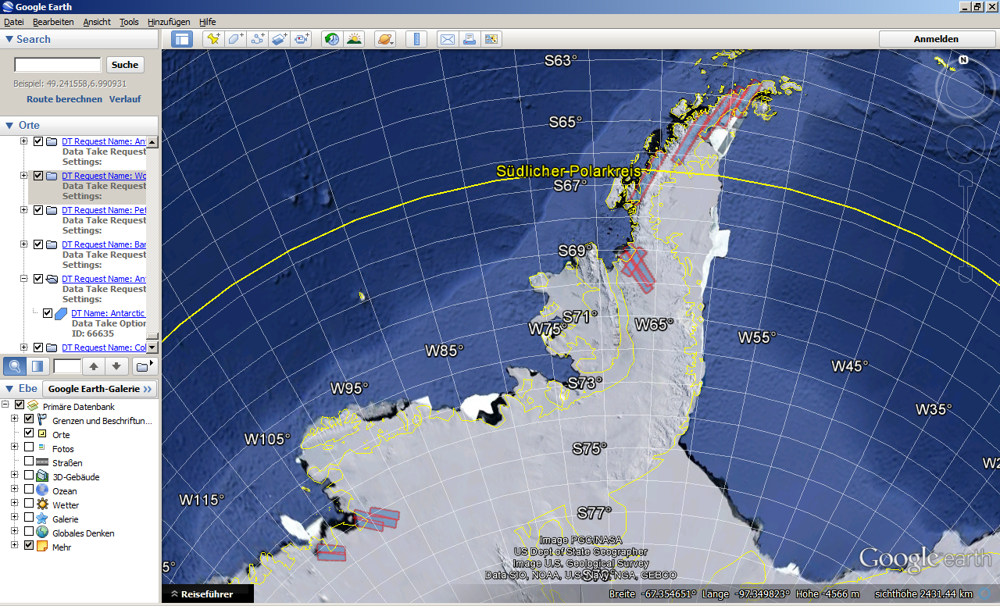 Google Earth
Datei Bearbeiten Ansicht Tools Hinzufügen Hilfe
Search
Anmelden
Suche
Beispiel: 49.241558,6.990931
Route berechnen Verlauf
Orte
DT Request Name: An
Data Take Request
Settings:
DT Request Name: Wo
Data Take Request
Settings:
DT Request Name: Pet
Data Take Request
Settings:
DT Request Name: Bar
Data Take Request
Settings:
DT Request Name: An
Data Take Request
Settings:
DT Name: Antarctic
Data Take Option
ID: 66635
DT Request Name: Col
Ebe Google Earth-Galerie >>
Primäre Datenbank
Grenzen und Beschriftun...
Orte
Fotos
Straßen
3D-Gebäude
Ozean
Wetter
Galerie
Globales Denken
Mehr
N
S63°
S65°
Südlicher Polarkreis
S67°
S69°
S71°
W75° W65°
W55°
W85°
W45°
S73°
W95°
W35°
W105°
S75°
W2
W115°
S77°
5°
Image PGC/NASA
US Dept of State Geographer
Image U.S. Geological Survey
Data SIO, NOAA, U.S. Navy, NGA, GEBCO
Google earth
Reiseführer
Breite -67.354651° Länge -97.349823° Höhe -4566 m sichthöhe 2431.44 km